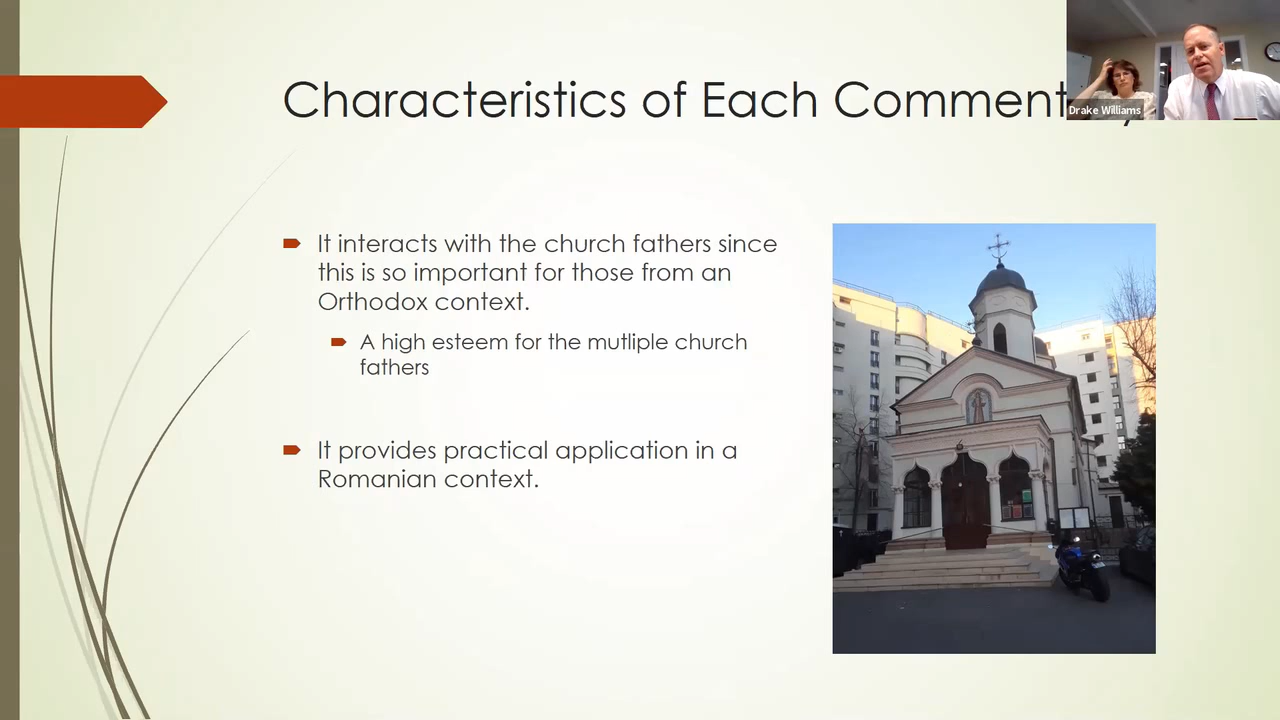 Characteristics of Each Comment
Drake Williams
It interacts with the church fathers since
this is so important for those from an
Orthodox context.
A high esteem for the mutliple church
fathers
It provides practical application in a
Romanian context.